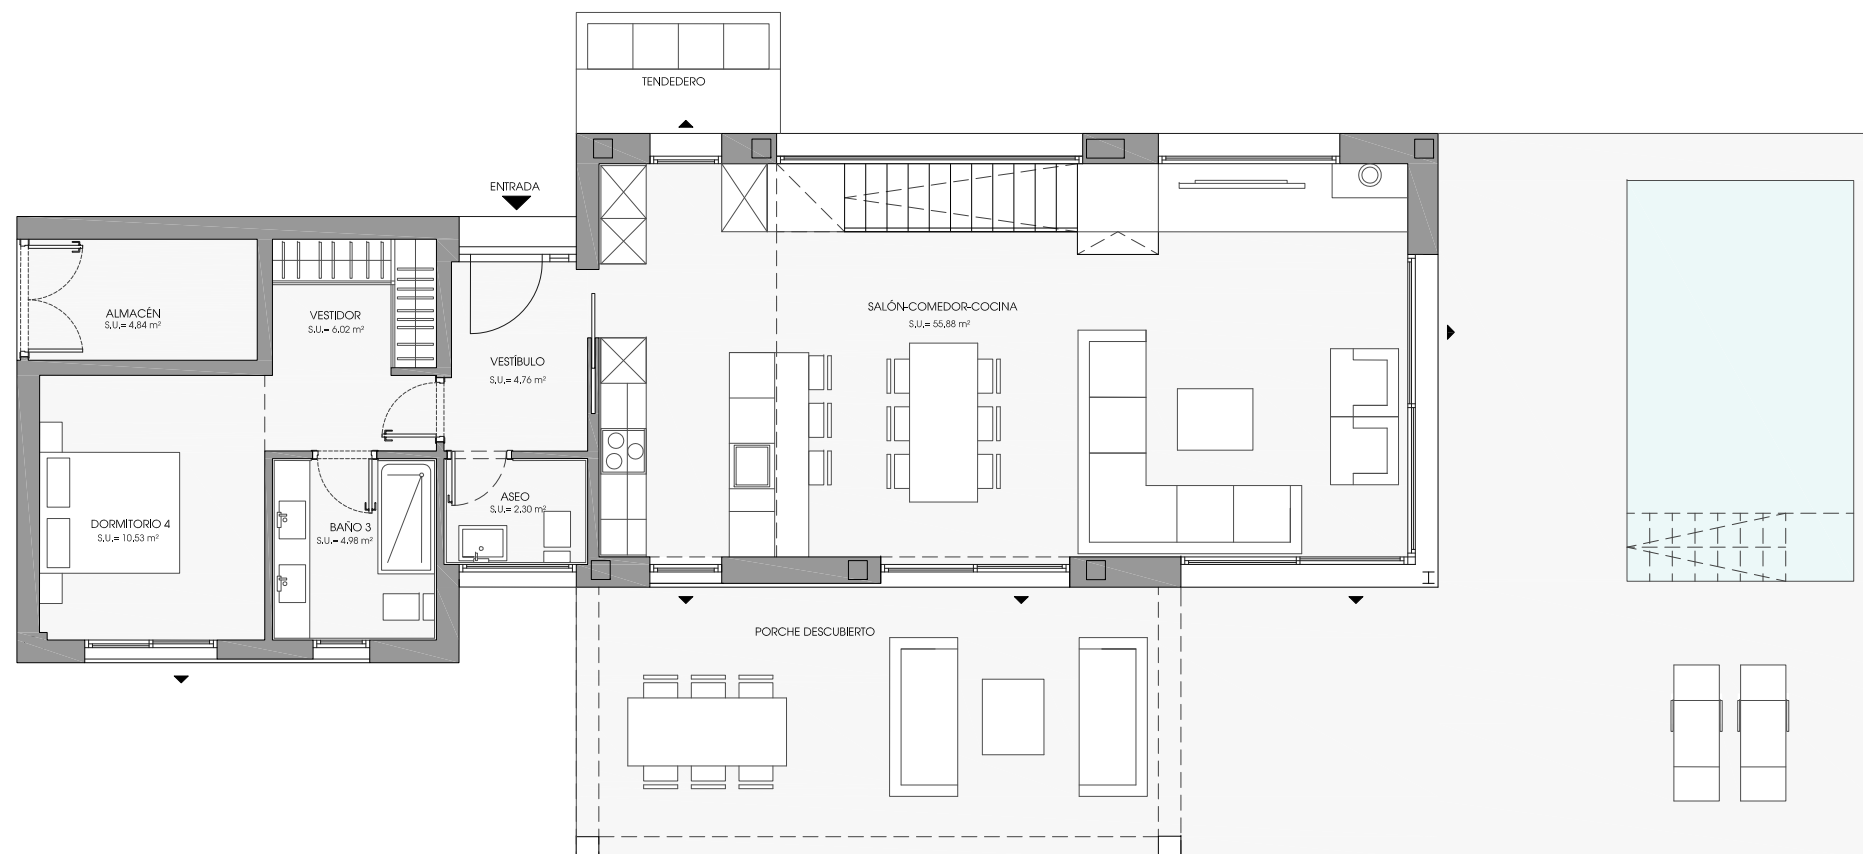 TENDEDERO
ENTRADA
ALMACÉN
S.U.= 4,84 m²
VESTIDOR
S.U.= 6,02 m²
VESTÍBULO
S.U.= 4,76 m²
SALÓN-COMEDOR-COCINA
S.U.= 55,88 m²
DORMITORIO 4
S.U.= 10,53 m²
BAÑO 3
S.U.= 4,98 m²
ASEO
S.U.= 2,30 m²
PORCHE DESCUBIERTO